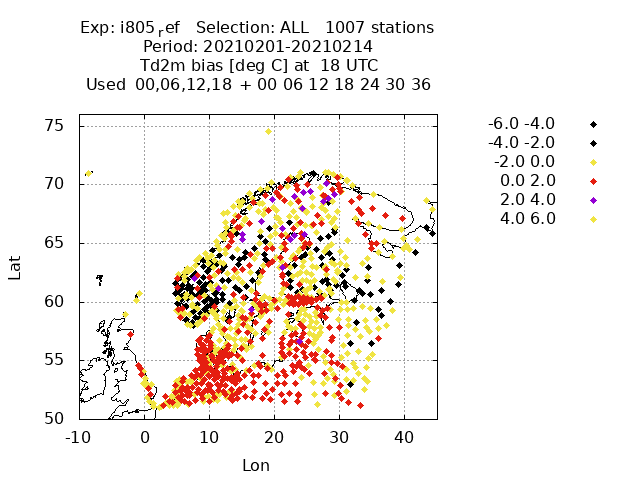 Exp: i805ref Selection: ALL 1007 stations
Period: 20210201-20210214
Td2m bias [deg C] at 18 UTC
Used 00,06,12,18 + 00 06 12 18 24 30 36
75
70
65
60
55
50
-10 0 10 20 30 40
Lat
Lon
-6.0 -4.0
-4.0 -2.0
-2.0 0.0
0.0 2.0
2.0 4.0
4.0 6.0